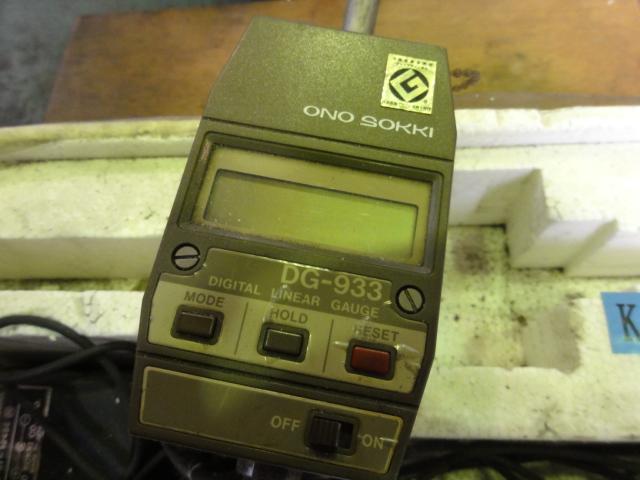 ONO SOKKI
DG-933
DIGITAL LINEAR GAUGE
MODE
HOLD
RESET
OFF
ON
K